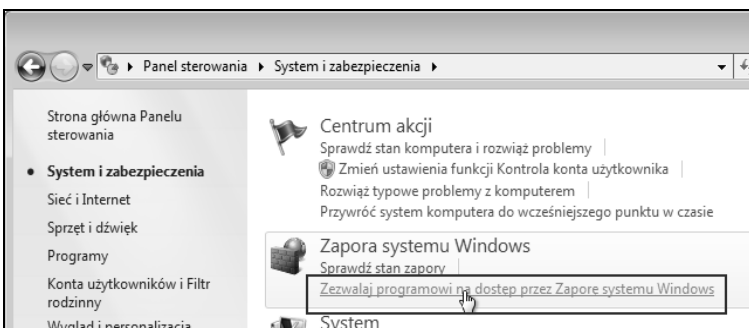 Panel sterowania ▸ System i zabezpieczenia ▸
Strona główna Panelu
sterowania
System i zabezpieczenia
Sieć i Internet
Sprzęt i dźwięk
Programy
Konta użytkowników i Filtr
rodzinny
Wygląd i personalizacja
Centrum akcji
Sprawdź stan komputera i rozwiąż problemy
Zmień ustawienia funkcji Kontrola konta użytkownika
Rozwiąż typowe problemy z komputerem
Przywróć system komputera do wcześniejszego punktu w czasie
Zapora systemu Windows
Sprawdź stan zapory
Zezwalaj programowi na dostęp przez Zaporę systemu Windows
System